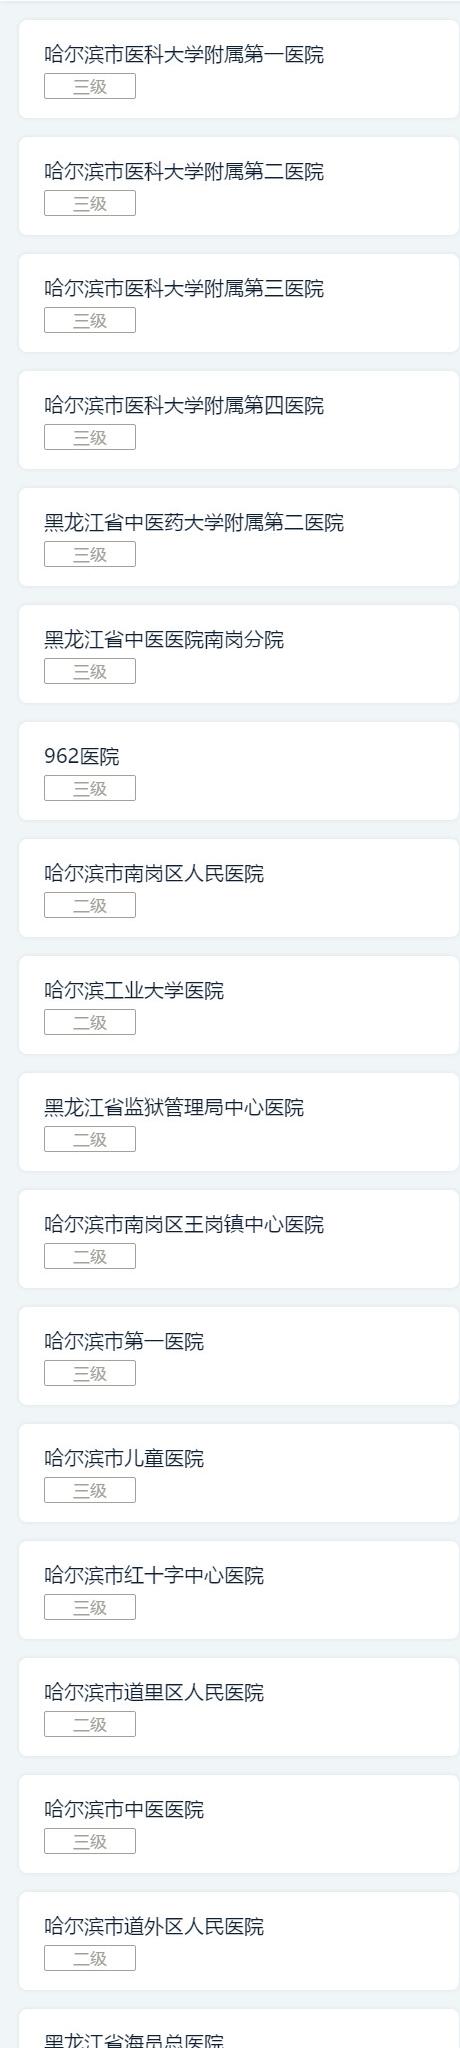 哈尔滨市医科大学附属第一医院
三级
哈尔滨市医科大学附属第二医院
三级
哈尔滨市医科大学附属第三医院
三级
哈尔滨市医科大学附属第四医院
三级
黑龙江省中医药大学附属第二医院
三级
黑龙江省中医医院南岗分院
三级
962医院
三级
哈尔滨市南岗区人民医院
二级
哈尔滨工业大学医院
二级
黑龙江省监狱管理局中心医院
二级
哈尔滨市南岗区王岗镇中心医院
二级
哈尔滨市第一医院
三级
哈尔滨市儿童医院
三级
哈尔滨市红十字中心医院
三级
哈尔滨市道里区人民医院
二级
哈尔滨市中医医院
三级
哈尔滨市道外区人民医院
二级
黑龙江省海员总医院